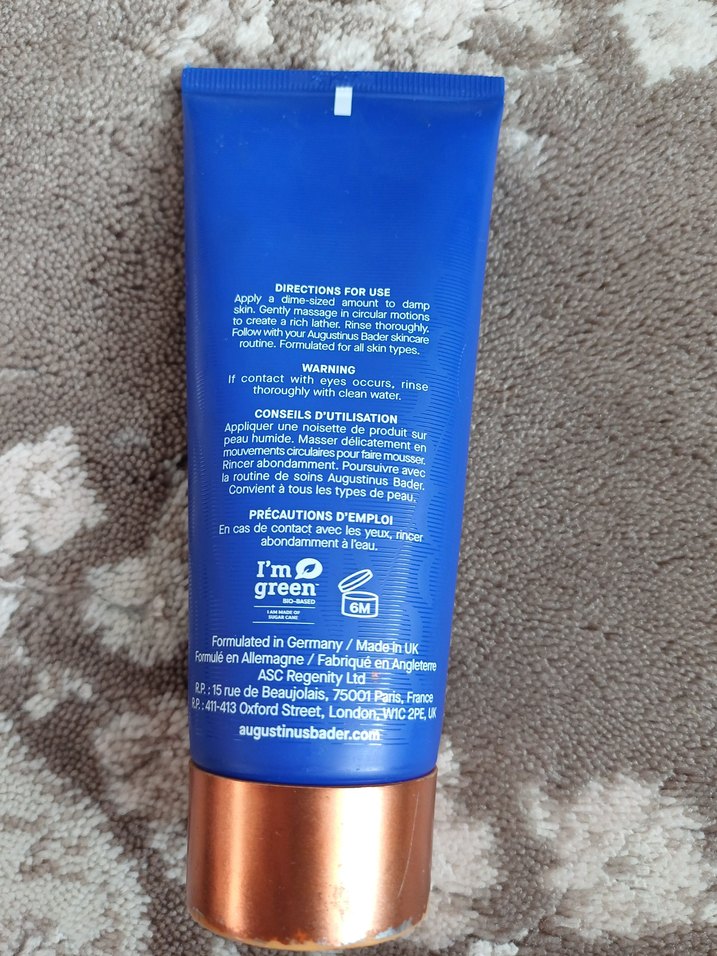 DIRECTIONS FOR USE
Apply a dime-sized amount to damp
skin. Gently massage in circular motions
to create a rich lather. Rinse thoroughly.
Follow with your Augustinus Bader skincare
routine. Formulated for all skin types.
WARNING
If contact with eyes occurs, rinse
thoroughly with clean water.
CONSEILS D'UTILISATION
Appliquer une noisette de produit sur
peau humide. Masser délicatement en
mouvements circulaires pour faire mousser.
Rincer abondamment. Poursuivre avec
la routine de soins Augustinus Bader.
Convient à tous les types de peau.
PRÉCAUTIONS D'EMPLOI
En cas de contact avec les yeux, rincer
abondamment à l'eau.
I'm
green™
BIO-BASED
I AM MADE OF
SUGAR CANE
6M
Formulated in Germany / Made in UK
Formulé en Allemagne / Fabriqué en Angleterre
ASC Regenity Ltd
R.P. : 15 rue de Beaujolais, 75001 Paris, France
R.P. : 411-413 Oxford Street, London, W1C 2PE, UK
augustinusbader.com